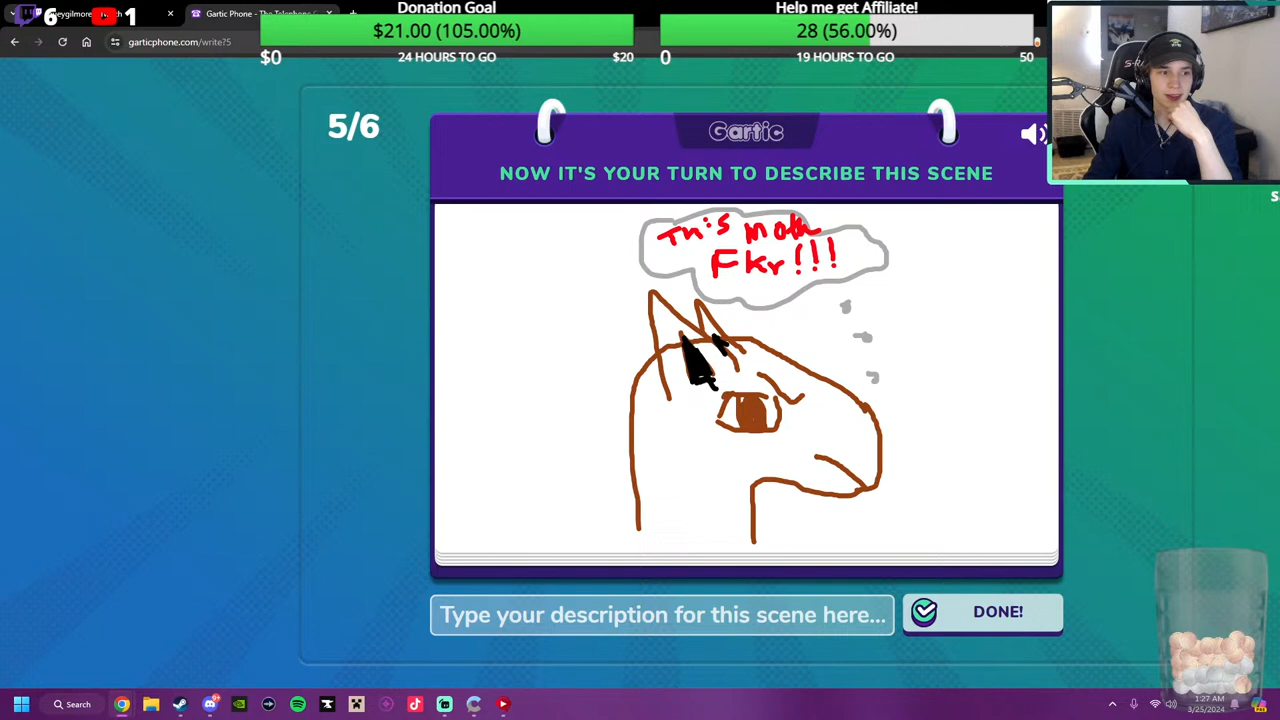 6
1
Gartic Phone - The Telephone G
garticphone.com/write?5
Donation Goal
$21.00 (105.00%)
$0
24 HOURS TO GO
$20
Help me get Affiliate!
28 (56.00%)
0
19 HOURS TO GO
50
5/6
Gartic
NOW IT'S YOUR TURN TO DESCRIBE THIS SCENE
This Moth
Fkr!!!
Type your description for this scene here...
DONE!
S
Search
1:27 AM
3/25/2024